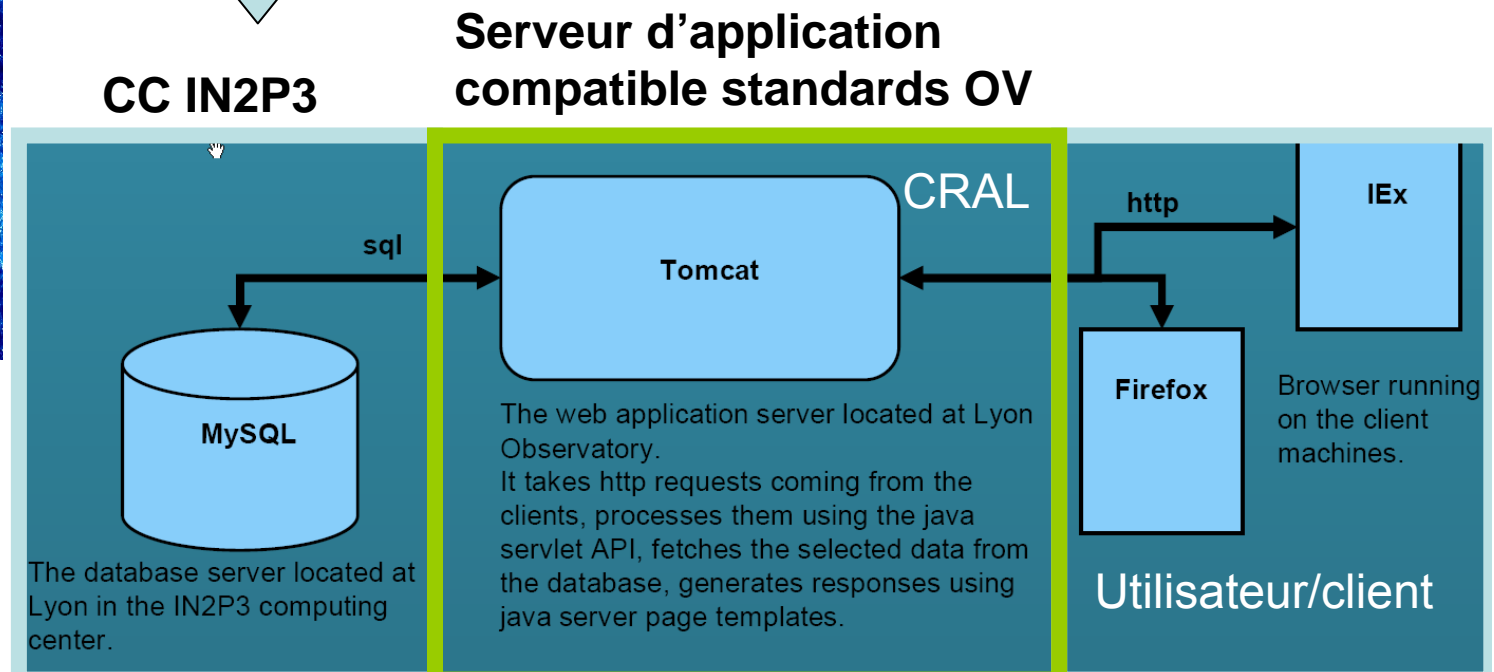 CC IN2P3
Serveur d’application
compatible standards OV
sql
MySQL
The database server located at
Lyon in the IN2P3 computing
center.
CRAL
Tomcat
The web application server located at Lyon
Observatory.
It takes http requests coming from the
clients, processes them using the java
servlet API, fetches the selected data from
the database, generates responses using
java server page templates.
http
IEx
Firefox
Browser running
on the client
machines.
Utilisateur/client